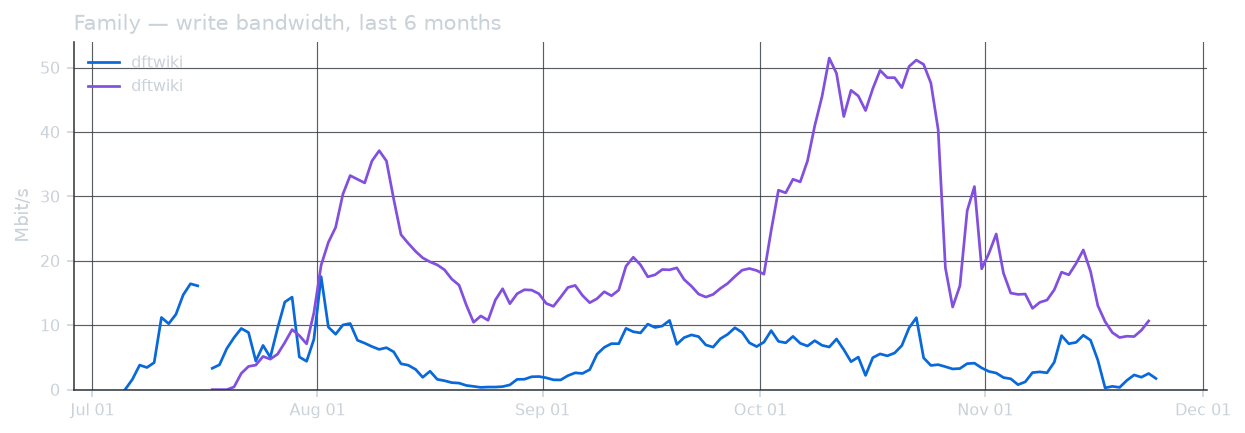 Family — write bandwidth, last 6 months
dftwiki
dftwiki
50
40
30
20
10
0
Mbit/s
Jul 01 Aug 01 Sep 01 Oct 01 Nov 01 Dec 01